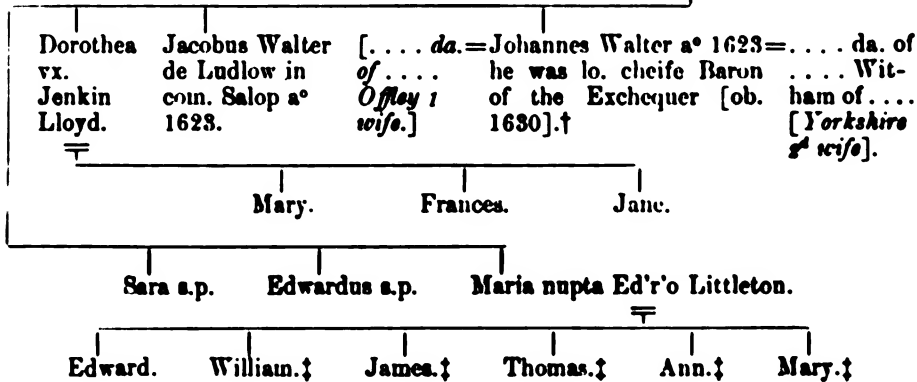 Dorothea vx. Jenkin Lloyd.
Jacobus Walter de Ludlow in com. Salop aº 1623.
[. . . . da. of . . . . Offley 1 wife.]
=
Johannes Walter aº 1623 he was lo. cheife Baron of the Exchequer [ob. 1630].†
=
. . . . da. of . . . . Witham of . . . . [Yorkshire 2d wife].
Mary. Frances. Jane.
Sara s.p. Edwardus s.p. Maria nupta Ed'r'o Littleton.
Edward. William.‡ James.‡ Thomas.‡ Ann.‡ Mary.‡